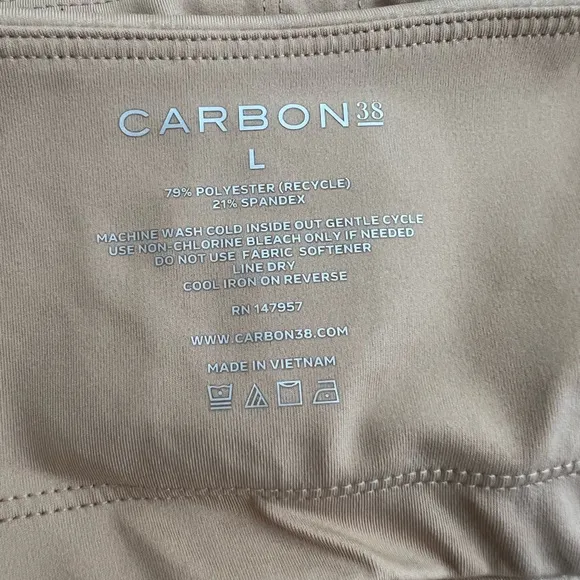 CARBON38
L
79% POLYESTER (RECYCLE)
21% SPANDEX
MACHINE WASH COLD INSIDE OUT GENTLE CYCLE
USE NON-CHLORINE BLEACH ONLY IF NEEDED
DO NOT USE FABRIC SOFTENER
LINE DRY
COOL IRON ON REVERSE
RN 147957
WWW.CARBON38.COM
MADE IN VIETNAM